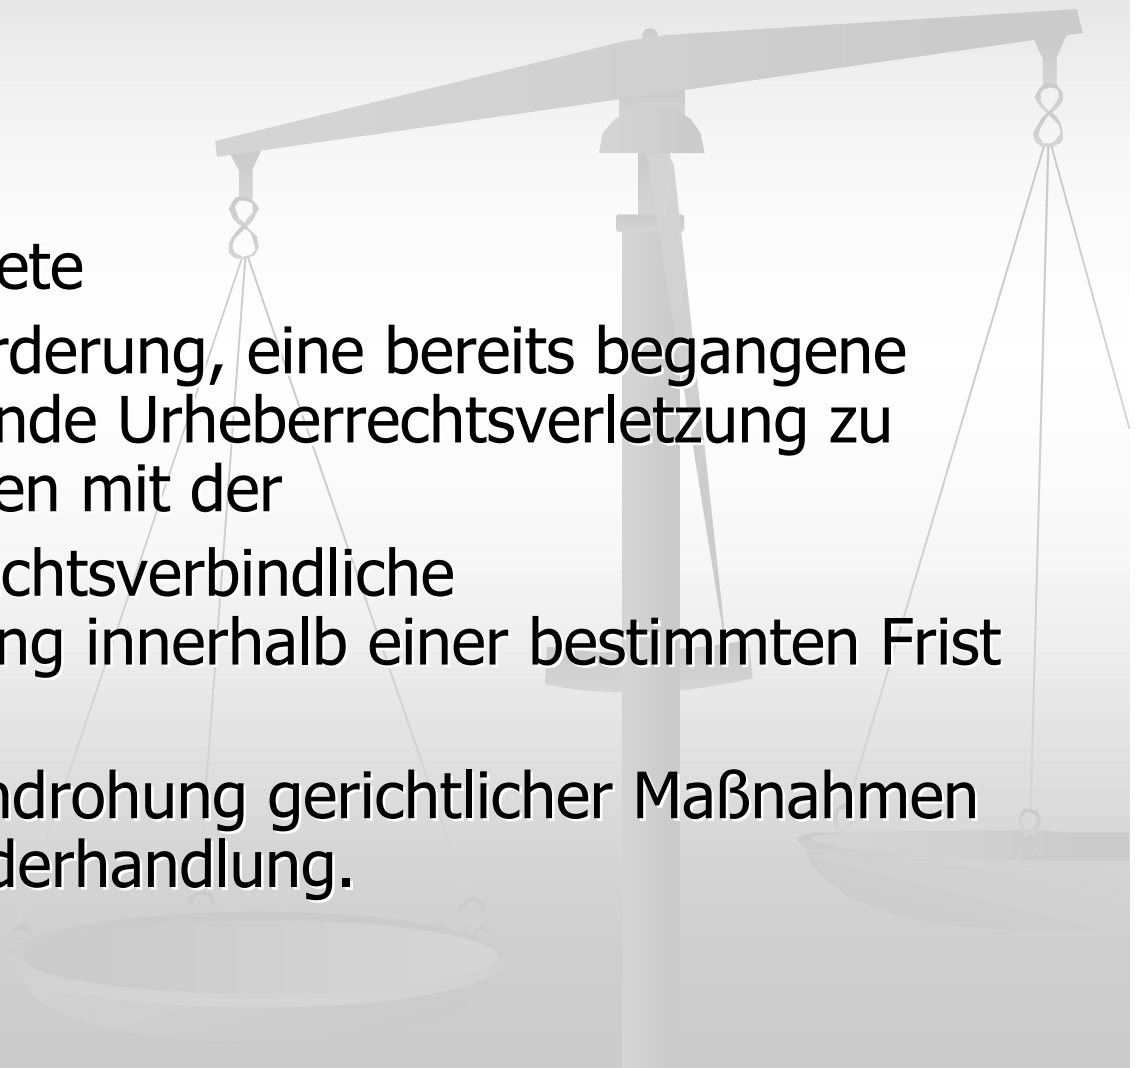 ete
rderung, eine bereits begangene
nde Urheberrechtsverletzung zu
en mit der
chtsverbindliche
ng innerhalb einer bestimmten Frist
ndrohung gerichtlicher Maßnahmen
derhandlung.